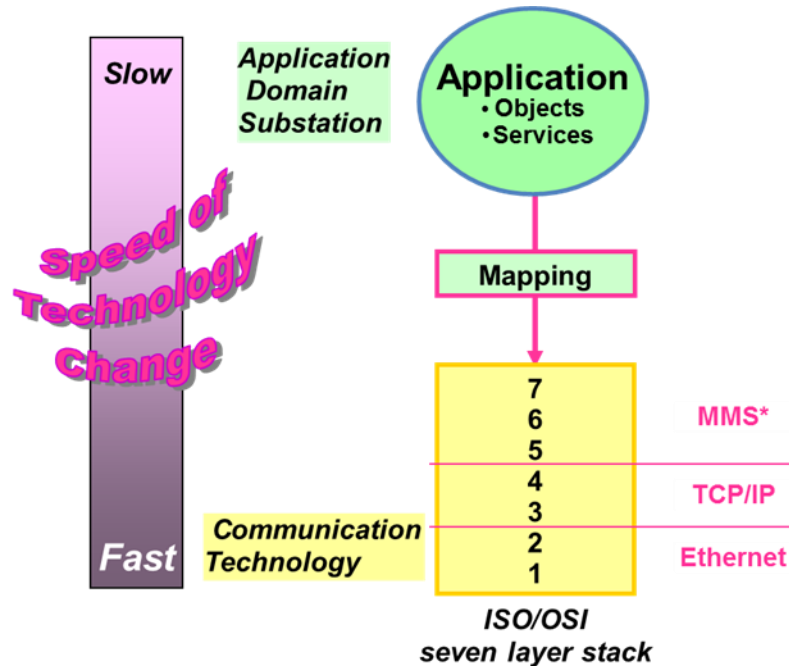 Slow
Speed of
Technology
Change
Fast
Application
Domain
Substation
Application
• Objects
• Services
Mapping
7
6
5
4
3
2
1
MMS*
TCP/IP
Ethernet
Communication
Technology
ISO/OSI
seven layer stack